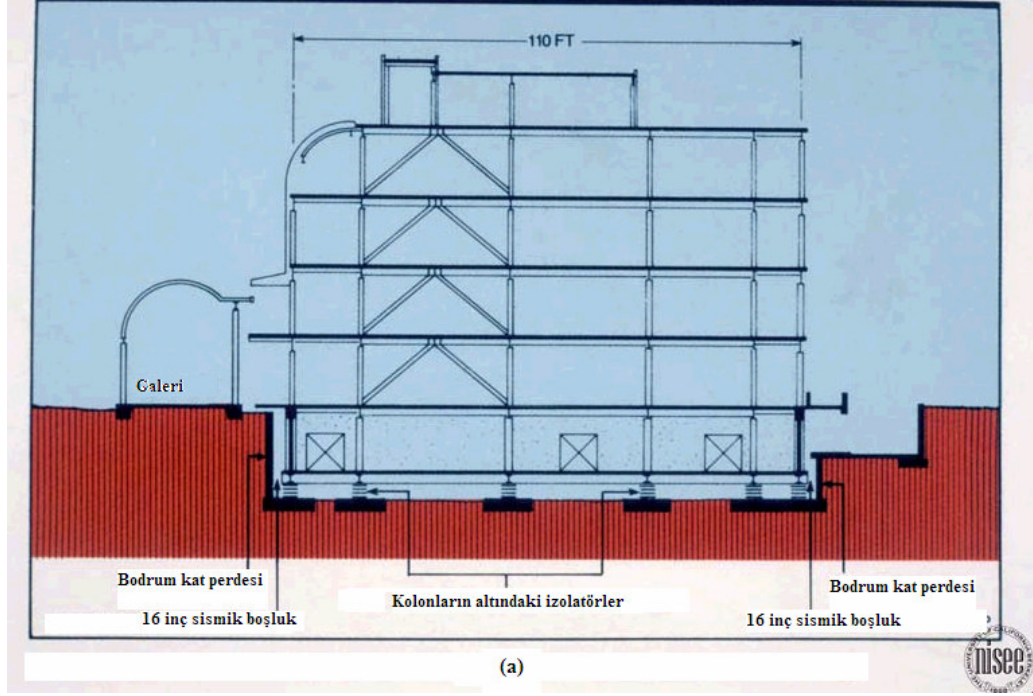 110 FT
Galeri
Bodrum kat perdesi
Bodrum kat perdesi
Kolonların altındaki izolatörler
16 inç sismik boşluk
16 inç sismik boşluk
(a)
nisee